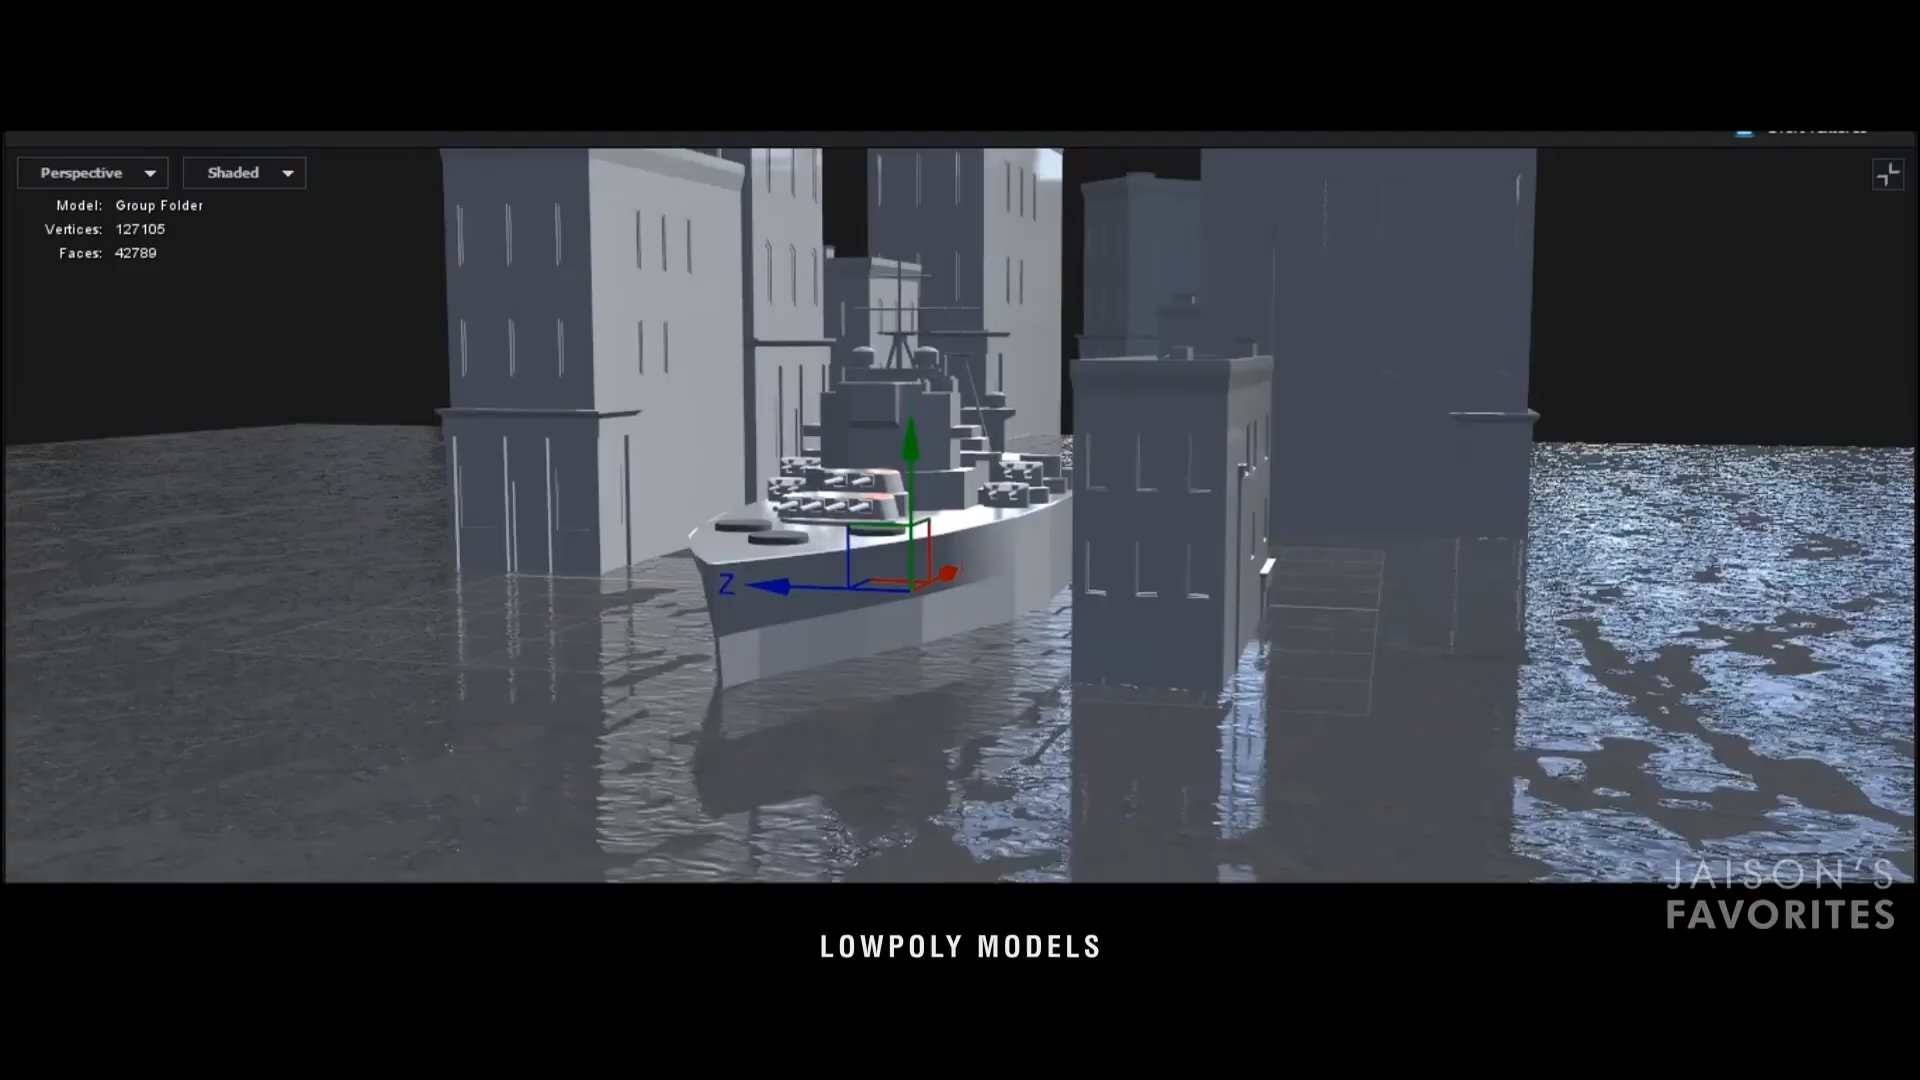 Perspective
Shaded
Model: Group Folder
Vertices: 127105
Faces: 42789
Z
JAISON'S
FAVORITES
LOWPOLY MODELS